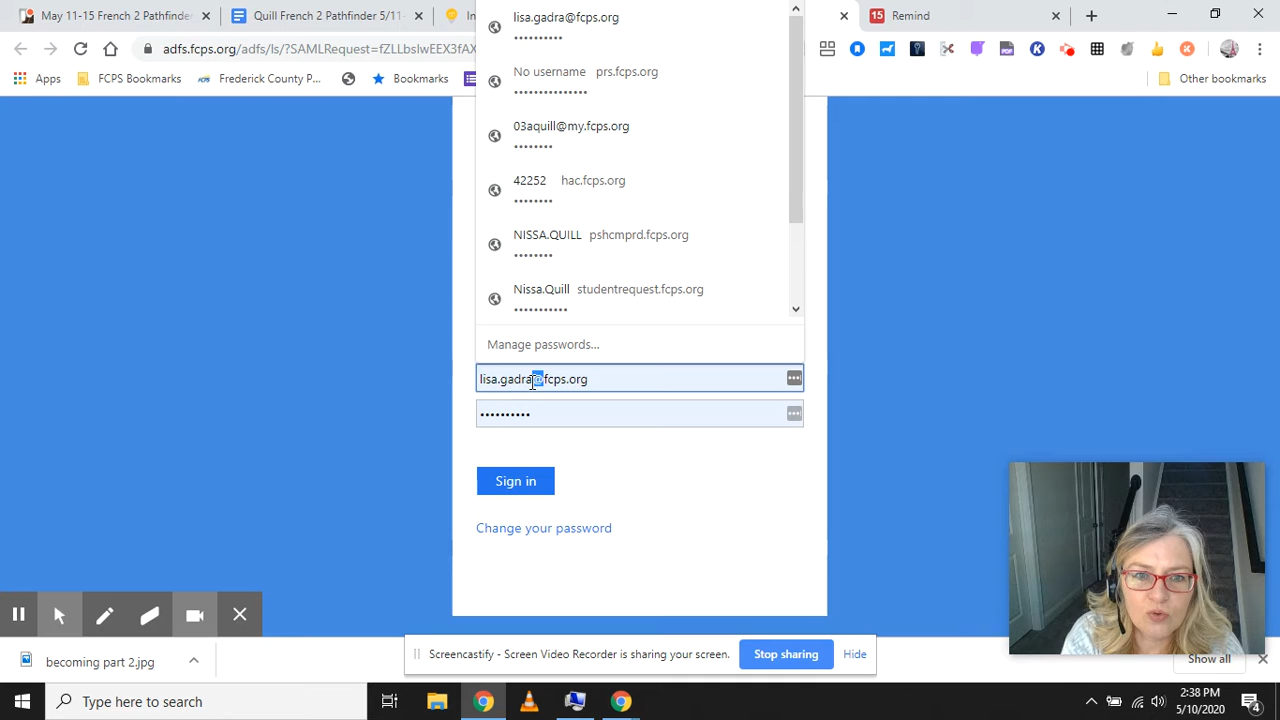 May 11-15 French 2 Pathfinder
Quill French 2 Pathfinder 5/11
In
15 Remind
adfs.fcps.org/adfs/ls/?SAMLRequest=fZLLbslwEEX3fAX
Apps
FCPS Bookmarks
Frederick County P...
Bookmarks
Other bookmarks
lisa.gadra@fcps.org
••••••••••
No username prs.fcps.org
•••••••••••••••
03aquill@my.fcps.org
••••••••
42252 hac.fcps.org
••••••••
NISSA.QUILL pshcmprd.fcps.org
••••••••
Nissa.Quill studentrequest.fcps.org
•••••••••••
Manage passwords...
lisa.gadra@fcps.org
••••••••••
Sign in
Change your password
becoming part 2.jpg
Screencastify - Screen Video Recorder is sharing your screen.
Stop sharing
Hide
Show all
Type here to search
2:38 PM
5/10/2020
4